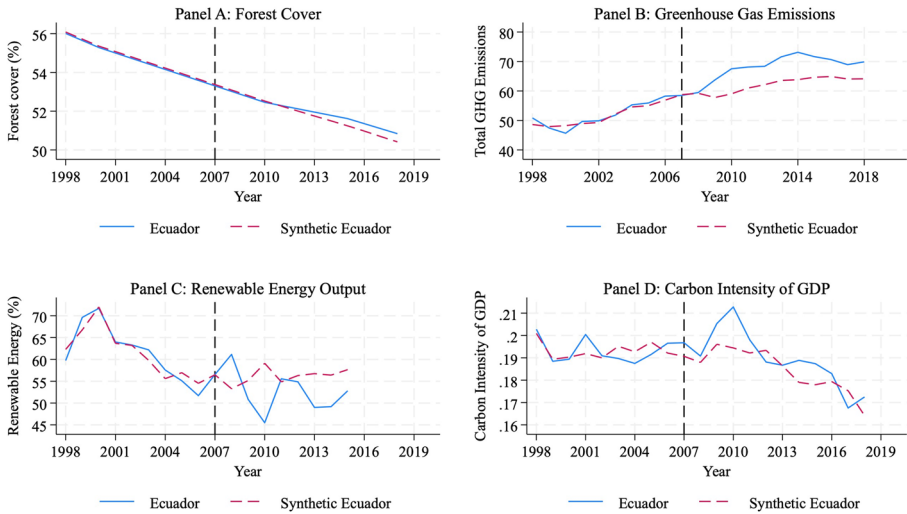 Panel A: Forest Cover
Forest cover (%)
56
54
52
50
1998 2001 2004 2007 2010 2013 2016 2019
Year
Ecuador Synthetic Ecuador
Panel B: Greenhouse Gas Emissions
Total GHG Emissions
80
70
60
50
40
1998 2002 2006 2010 2014 2018
Year
Ecuador Synthetic Ecuador
Panel C: Renewable Energy Output
Renewable Energy (%)
70
65
60
55
50
45
1998 2001 2004 2007 2010 2013 2016 2019
Year
Ecuador Synthetic Ecuador
Panel D: Carbon Intensity of GDP
Carbon Intensity of GDP
.21
.2
.19
.18
.17
.16
1998 2001 2004 2007 2010 2013 2016 2019
Year
Ecuador Synthetic Ecuador